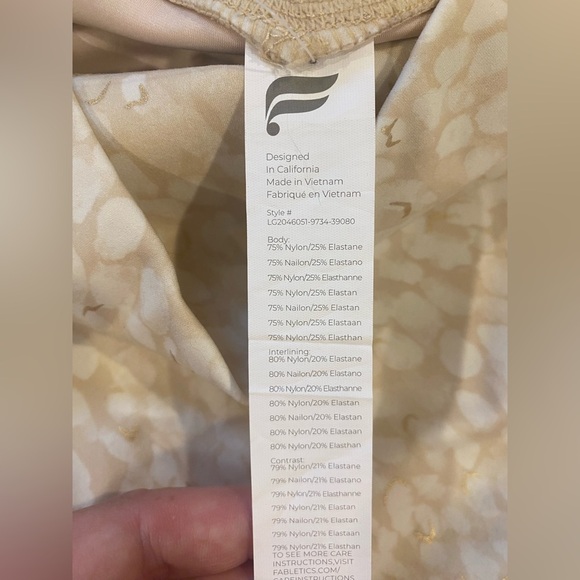 Designed
In California
Made in Vietnam
Fabriqué en Vietnam
Style #
LG2046051-9734-39080
Body:
75% Nylon/25% Elastane
75% Nailon/25% Elastano
75% Nylon/25% Elasthanne
75% Nylon/25% Elastan
75% Nailon/25% Elastan
75% Nylon/25% Elastaan
75% Nylon/25% Elasthan
Interlining:
80% Nylon/20% Elastane
80% Nailon/20% Elastano
80% Nylon/20% Elasthanne
80% Nylon/20% Elastan
80% Nailon/20% Elastan
80% Nylon/20% Elastaan
80% Nylon/20% Elasthan
Contrast:
79% Nylon/21% Elastane
79% Nailon/21% Elastano
79% Nylon/21% Elasthanne
79% Nylon/21% Elastan
79% Nailon/21% Elastan
79% Nylon/21% Elastaan
79% Nylon/21% Elasthan
TO SEE MORE CARE
INSTRUCTIONS,VISIT
FABLETICS.COM/
CAREINSTRUCTIONS